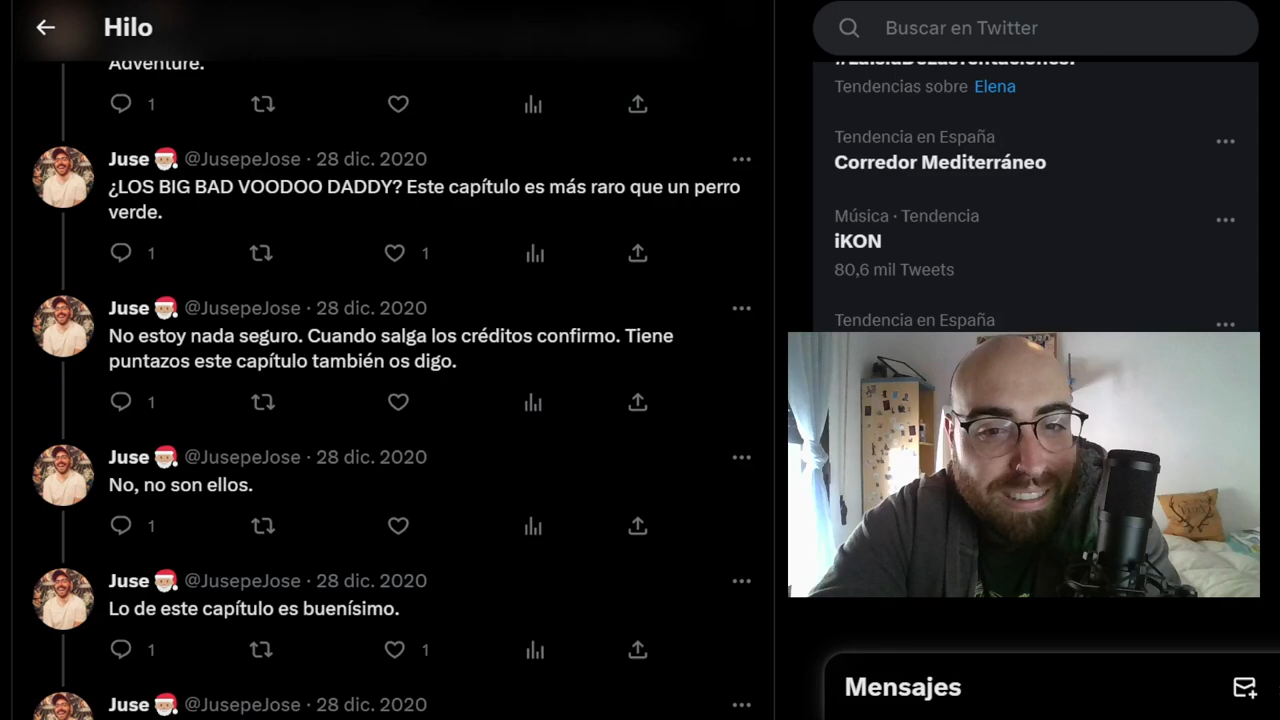 Hilo
Adventure.
1
Juse 🎅 @JusepeJose · 28 dic. 2020
¿LOS BIG BAD VOODOO DADDY? Este capítulo es más raro que un perro
verde.
1 1
Juse 🎅 @JusepeJose · 28 dic. 2020
No estoy nada seguro. Cuando salga los créditos confirmo. Tiene
puntazos este capítulo también os digo.
1
Juse 🎅 @JusepeJose · 28 dic. 2020
No, no son ellos.
1
Juse 🎅 @JusepeJose · 28 dic. 2020
Lo de este capítulo es buenísimo.
1 1
Juse 🎅 @JusepeJose · 28 dic. 2020
Buscar en Twitter
Tendencias sobre Elena
Tendencia en España
Corredor Mediterráneo
Música · Tendencia
iKON
80,6 mil Tweets
Tendencia en España
Mensajes